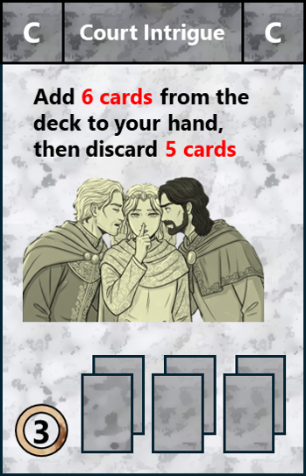 C Court Intrigue C
Add 6 cards from the
deck to your hand,
then discard 5 cards
3